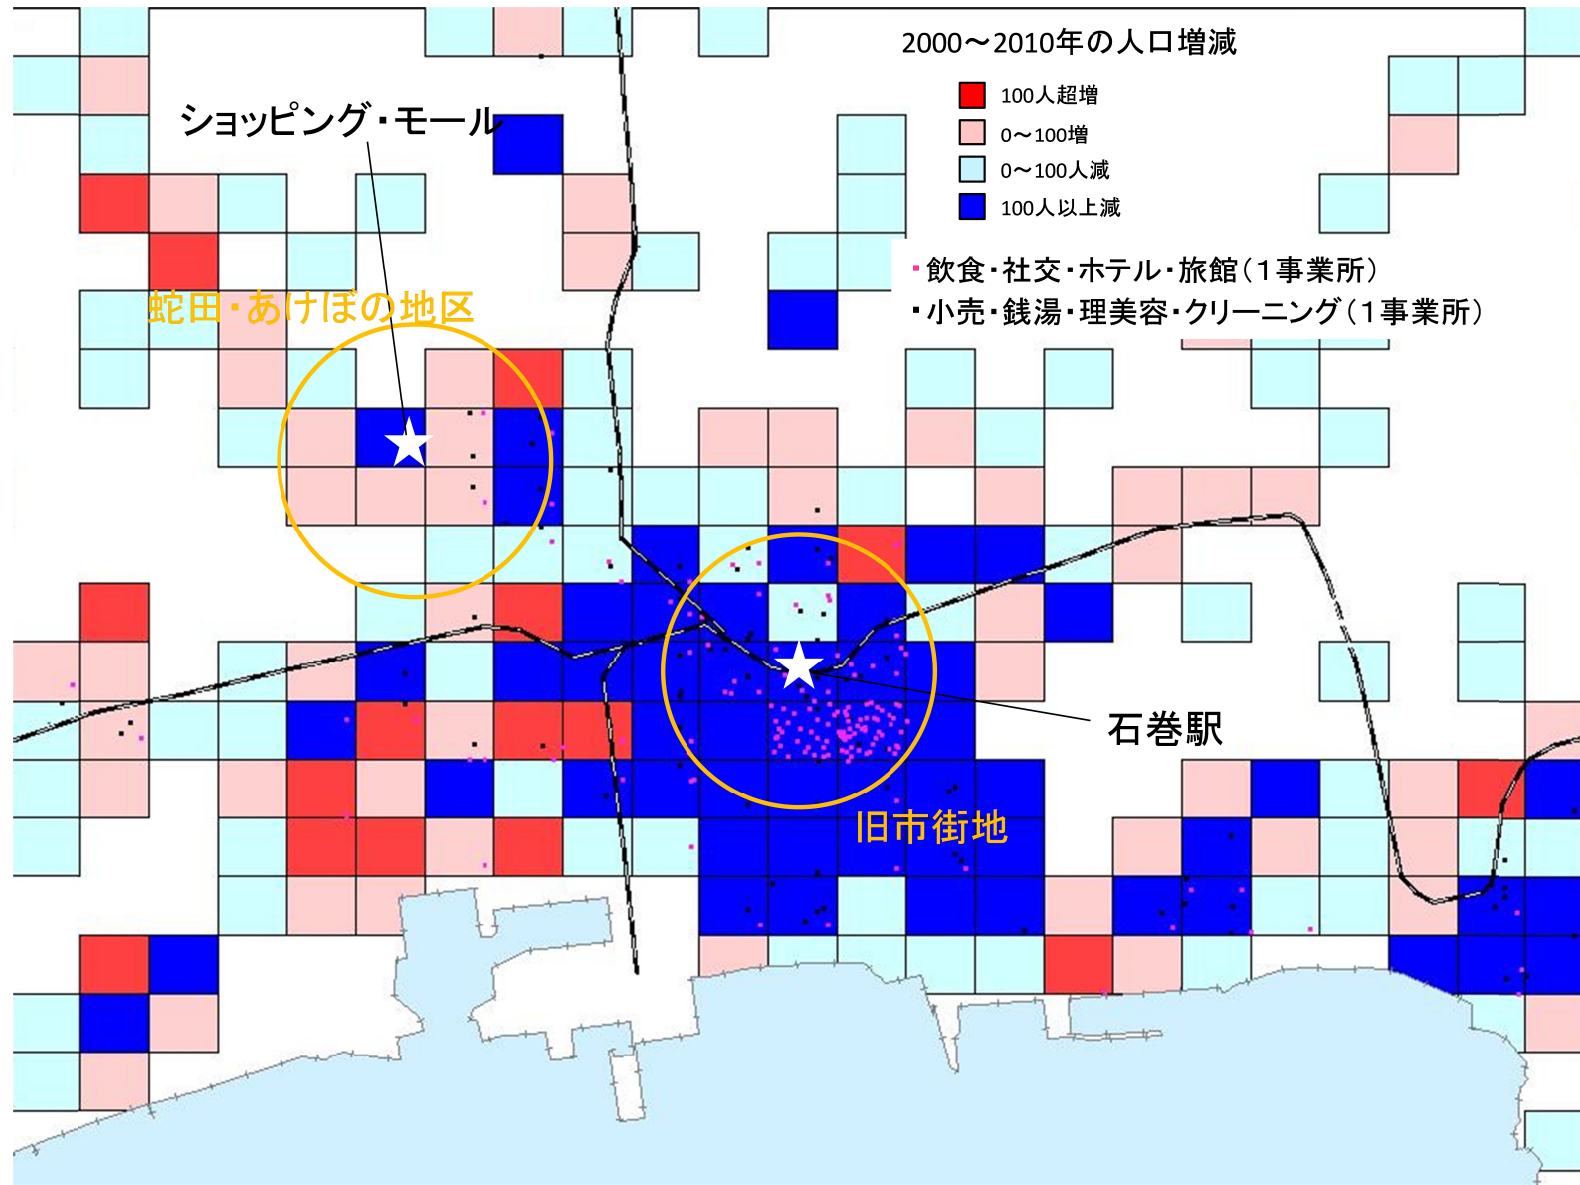 2000～2010年の人口増減
100人超増
0～100増
0～100人減
100人以上減
ショッピング・モール
・飲食・社交・ホテル・旅館（１事業所）
・小売・銭湯・理美容・クリーニング（１事業所）
蛇田・あけぼの地区
石巻駅
旧市街地